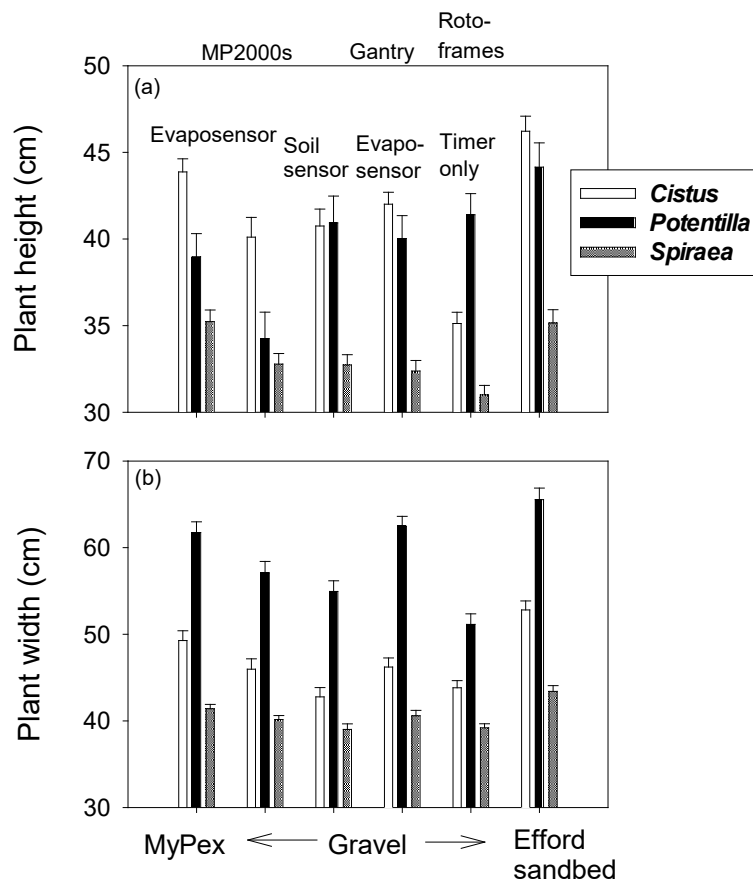 MP2000s Gantry Roto-
frames
50
(a)
Evaposensor Soil
sensor Evapo-
sensor Timer
only
45
40
35
30
Plant height (cm)
Cistus
Potentilla
Spiraea
70
(b)
60
50
40
30
Plant width (cm)
MyPex Gravel Efford
sandbed